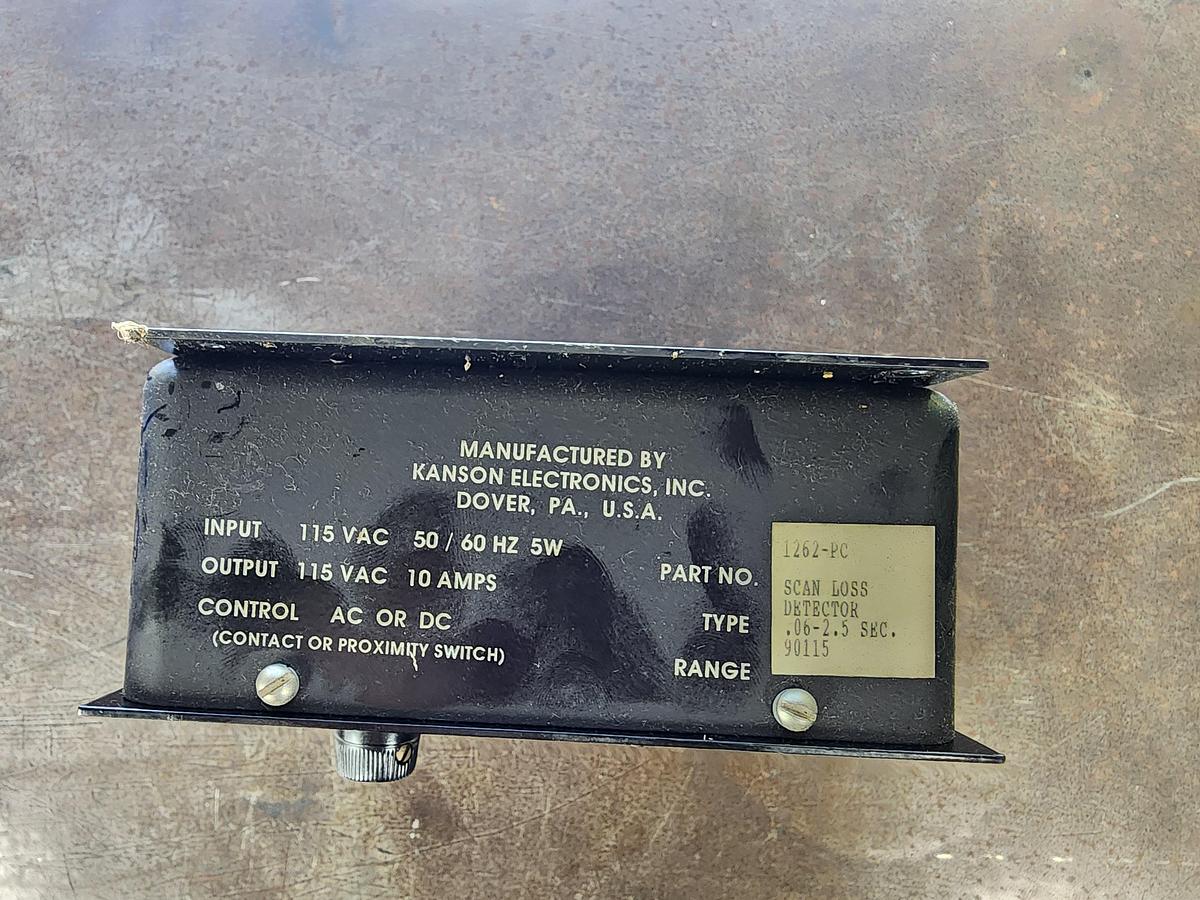 MANUFACTURED BY
KANSON ELECTRONICS, INC.
DOVER, PA., U.S.A.
INPUT 115 VAC 50 / 60 HZ 5W
OUTPUT 115 VAC 10 AMPS
CONTROL AC OR DC
(CONTACT OR PROXIMITY SWITCH)
PART NO.
TYPE
RANGE
1262-PC
SCAN LOSS
DETECTOR
.06-2.5 SEC.
90115